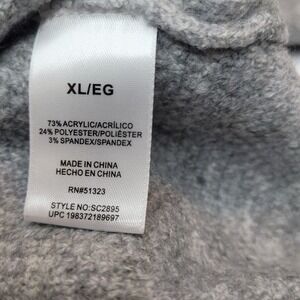 XL/EG
73% ACRYLIC/ACRÍLICO
24% POLYESTER/POLIÉSTER
3% SPANDEX/SPANDEX
MADE IN CHINA
HECHO EN CHINA
RN#51323
STYLE NO:SC2895
UPC 198372189697